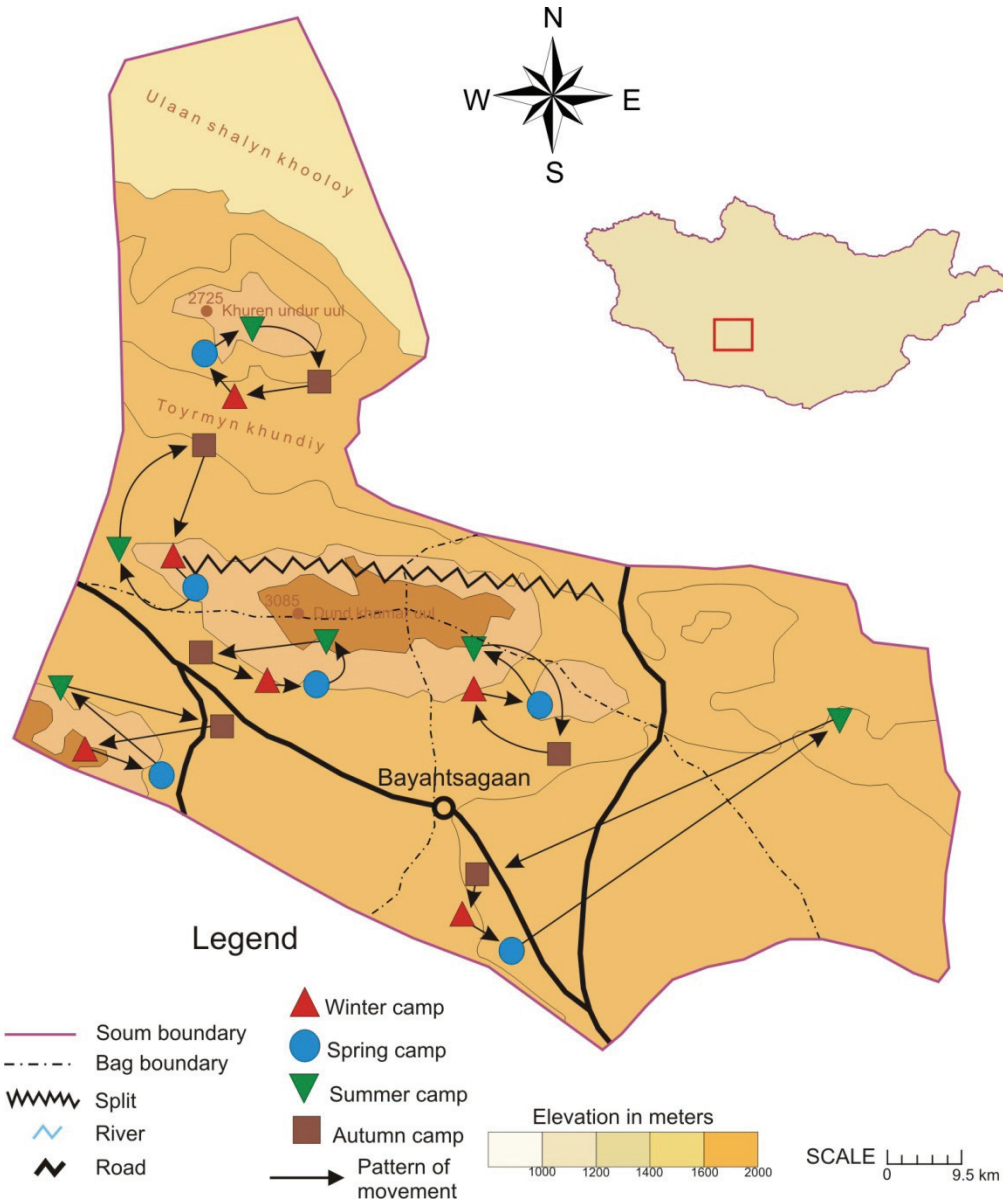 N
W E
S
Ulaan shalyn khooloy
2725
Khuren undur uul
Toyrmyn khundiy
3085
Dund khamar uul
Bayantsagaan
Legend
Soum boundary
Bag boundary
Split
River
Road
Winter camp
Spring camp
Summer camp
Autumn camp
Pattern of
movement
Elevation in meters
1000 1200 1400 1600 2000
SCALE
0 9.5 km